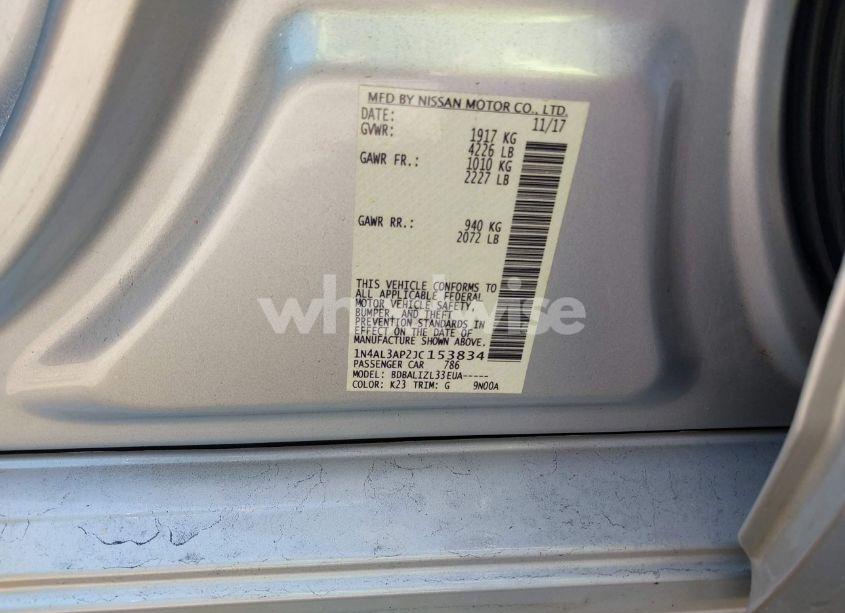 MFD BY NISSAN MOTOR CO., LTD.
DATE: 11/17
GVWR: 1917 KG
4226 LB
GAWR FR.: 1010 KG
2227 LB
GAWR RR.: 940 KG
2072 LB
THIS VEHICLE CONFORMS TO
ALL APPLICABLE FEDERAL
MOTOR VEHICLE SAFETY,
BUMPER, AND THEFT
PREVENTION STANDARDS IN
EFFECT ON THE DATE OF
MANUFACTURE SHOWN ABOVE.
1N4AL3AP2JC153834
PASSENGER CAR 786
MODEL: BDBALIZL33EUA-----
COLOR: K23 TRIM: G 9N00A